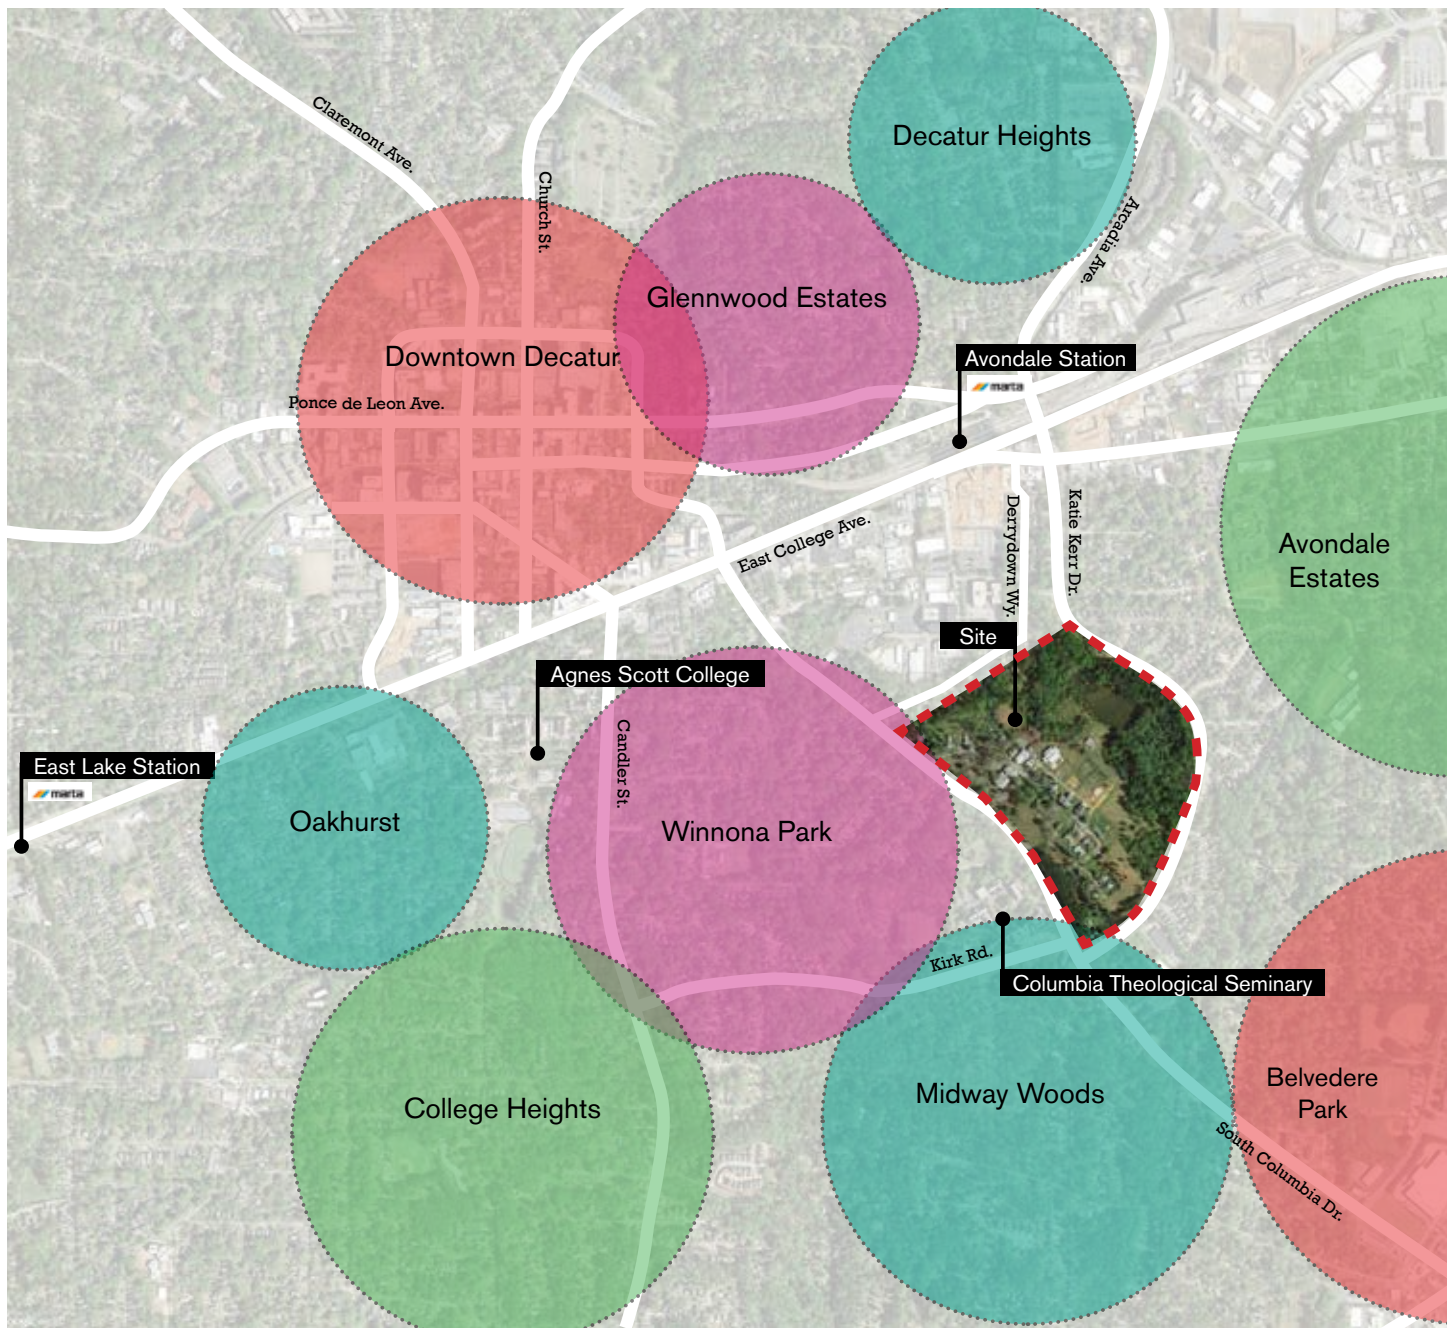 Claremont Ave.
Church St.
Decatur Heights
Arcadia Ave.
Glennwood Estates
Downtown Decatur
Avondale Station
marta
Ponce de Leon Ave.
East College Ave.
Derrydown Wy.
Katie Kerr Dr.
Avondale
Estates
Site
Agnes Scott College
East Lake Station
marta
Candler St.
Oakhurst
Winnona Park
Kirk Rd.
Columbia Theological Seminary
College Heights
Midway Woods
Belvedere
Park
South Columbia Dr.